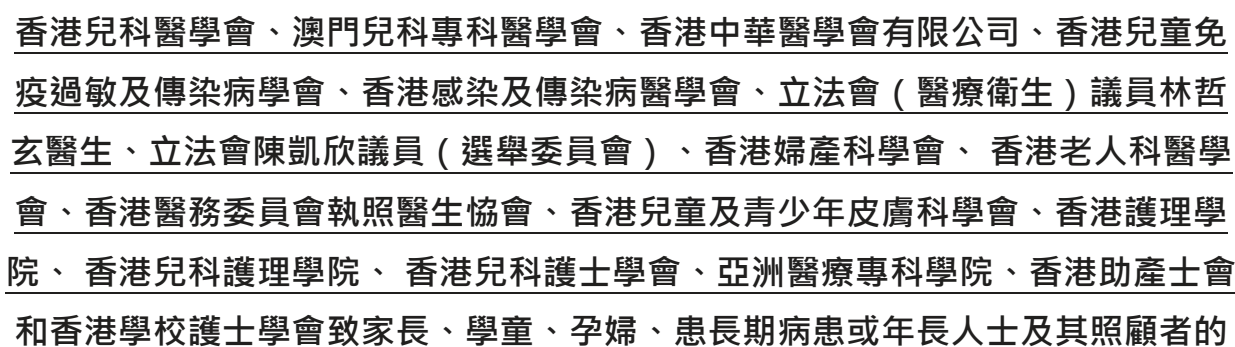 香港兒科醫學會、澳門兒科專科醫學會、香港中華醫學會有限公司、香港兒童免
疫過敏及傳染病學會、香港感染及傳染病醫學會、立法會（醫療衛生）議員林哲
玄醫生、立法會陳凱欣議員（選舉委員會）、香港婦產科學會、 香港老人科醫學
會、香港醫務委員會執照醫生恊會、香港兒童及青少年皮膚科學會、香港護理學
院、 香港兒科護理學院、 香港兒科護士學會、亞洲醫療專科學院、香港助產士會
和香港學校護士學會致家長、學童、孕婦、患長期病患或年長人士及其照顧者的